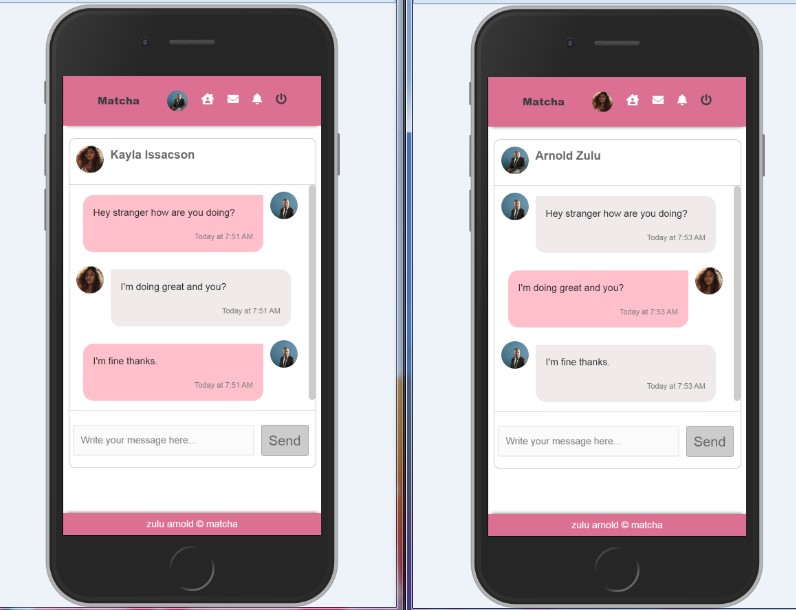 Matcha
Kayla Issacson
Hey stranger how are you doing?
Today at 7:51 AM
I'm doing great and you?
Today at 7:51 AM
I'm fine thanks.
Today at 7:51 AM
Write your message here...
Send
zulu arnold © matcha
Matcha
Arnold Zulu
Hey stranger how are you doing?
Today at 7:53 AM
I'm doing great and you?
Today at 7:53 AM
I'm fine thanks.
Today at 7:53 AM
Write your message here...
Send
zulu arnold © matcha